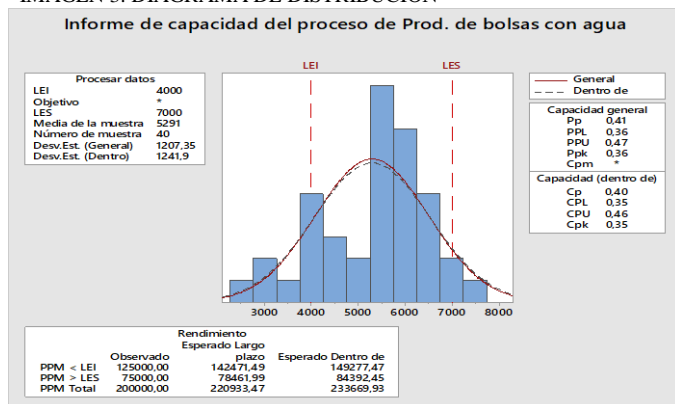 IMAGEN 5: DIAGRAMA DE DISTRIBUCIÓN
Informe de capacidad del proceso de Prod. de bolsas con agua
Procesar datos
LEI 4000
Objetivo *
LES 7000
Media de la muestra 5291
Número de muestra 40
Desv.Est. (General) 1207,35
Desv.Est. (Dentro) 1241,9
LEI LES
3000 4000 5000 6000 7000 8000
General
Dentro de
Capacidad general
Pp 0,41
PPL 0,36
PPU 0,47
Ppk 0,36
Cpm *
Capacidad (dentro de)
Cp 0,40
CPL 0,35
CPU 0,46
Cpk 0,35
Rendimiento
Esperado Largo
Observado plazo Esperado Dentro de
PPM < LEI 125000,00 142471,49 149277,47
PPM > LES 75000,00 78461,99 84392,45
PPM Total 200000,00 220933,47 233669,93